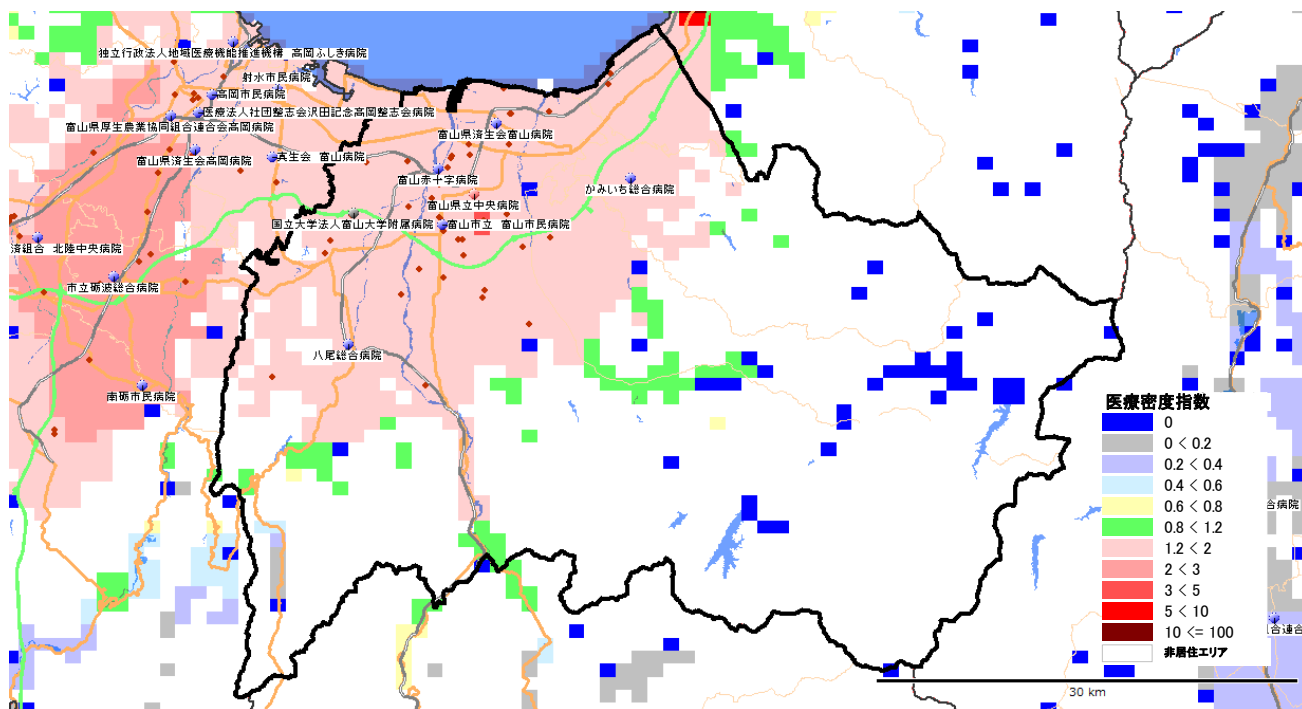 独立行政法人地域医療機能推進機構 高岡ふしき病院
射水市民病院
高岡市民病院
医療法人社団整志会沢田記念高岡整志会病院
富山県厚生農業協同組合連合会高岡病院
富山県済生会富山病院
富山県済生会高岡病院
真生会 富山病院
富山赤十字病院
かみいち総合病院
富山県立中央病院
国立大学法人富山大学附属病院
富山市立 富山市民病院
済組合 北陸中央病院
市立砺波総合病院
八尾総合病院
南砺市民病院
医療密度指数
0
0 < 0.2
0.2 < 0.4
0.4 < 0.6
0.6 < 0.8
0.8 < 1.2
1.2 < 2
2 < 3
3 < 5
5 < 10
10 <= 100
非居住エリア
合病院
合連合
30 km